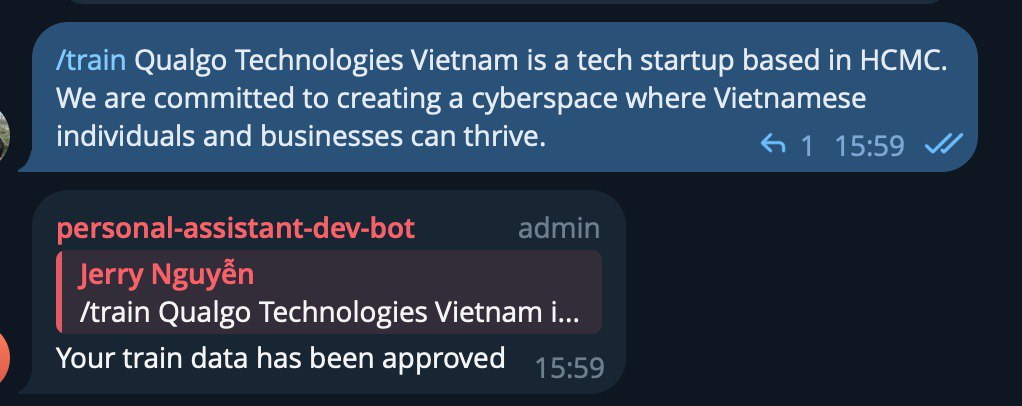 /train Qualgo Technologies Vietnam is a tech startup based in HCMC.
We are committed to creating a cyberspace where Vietnamese
individuals and businesses can thrive.
1 15:59
personal-assistant-dev-bot admin
Jerry Nguyễn
/train Qualgo Technologies Vietnam i...
Your train data has been approved 15:59